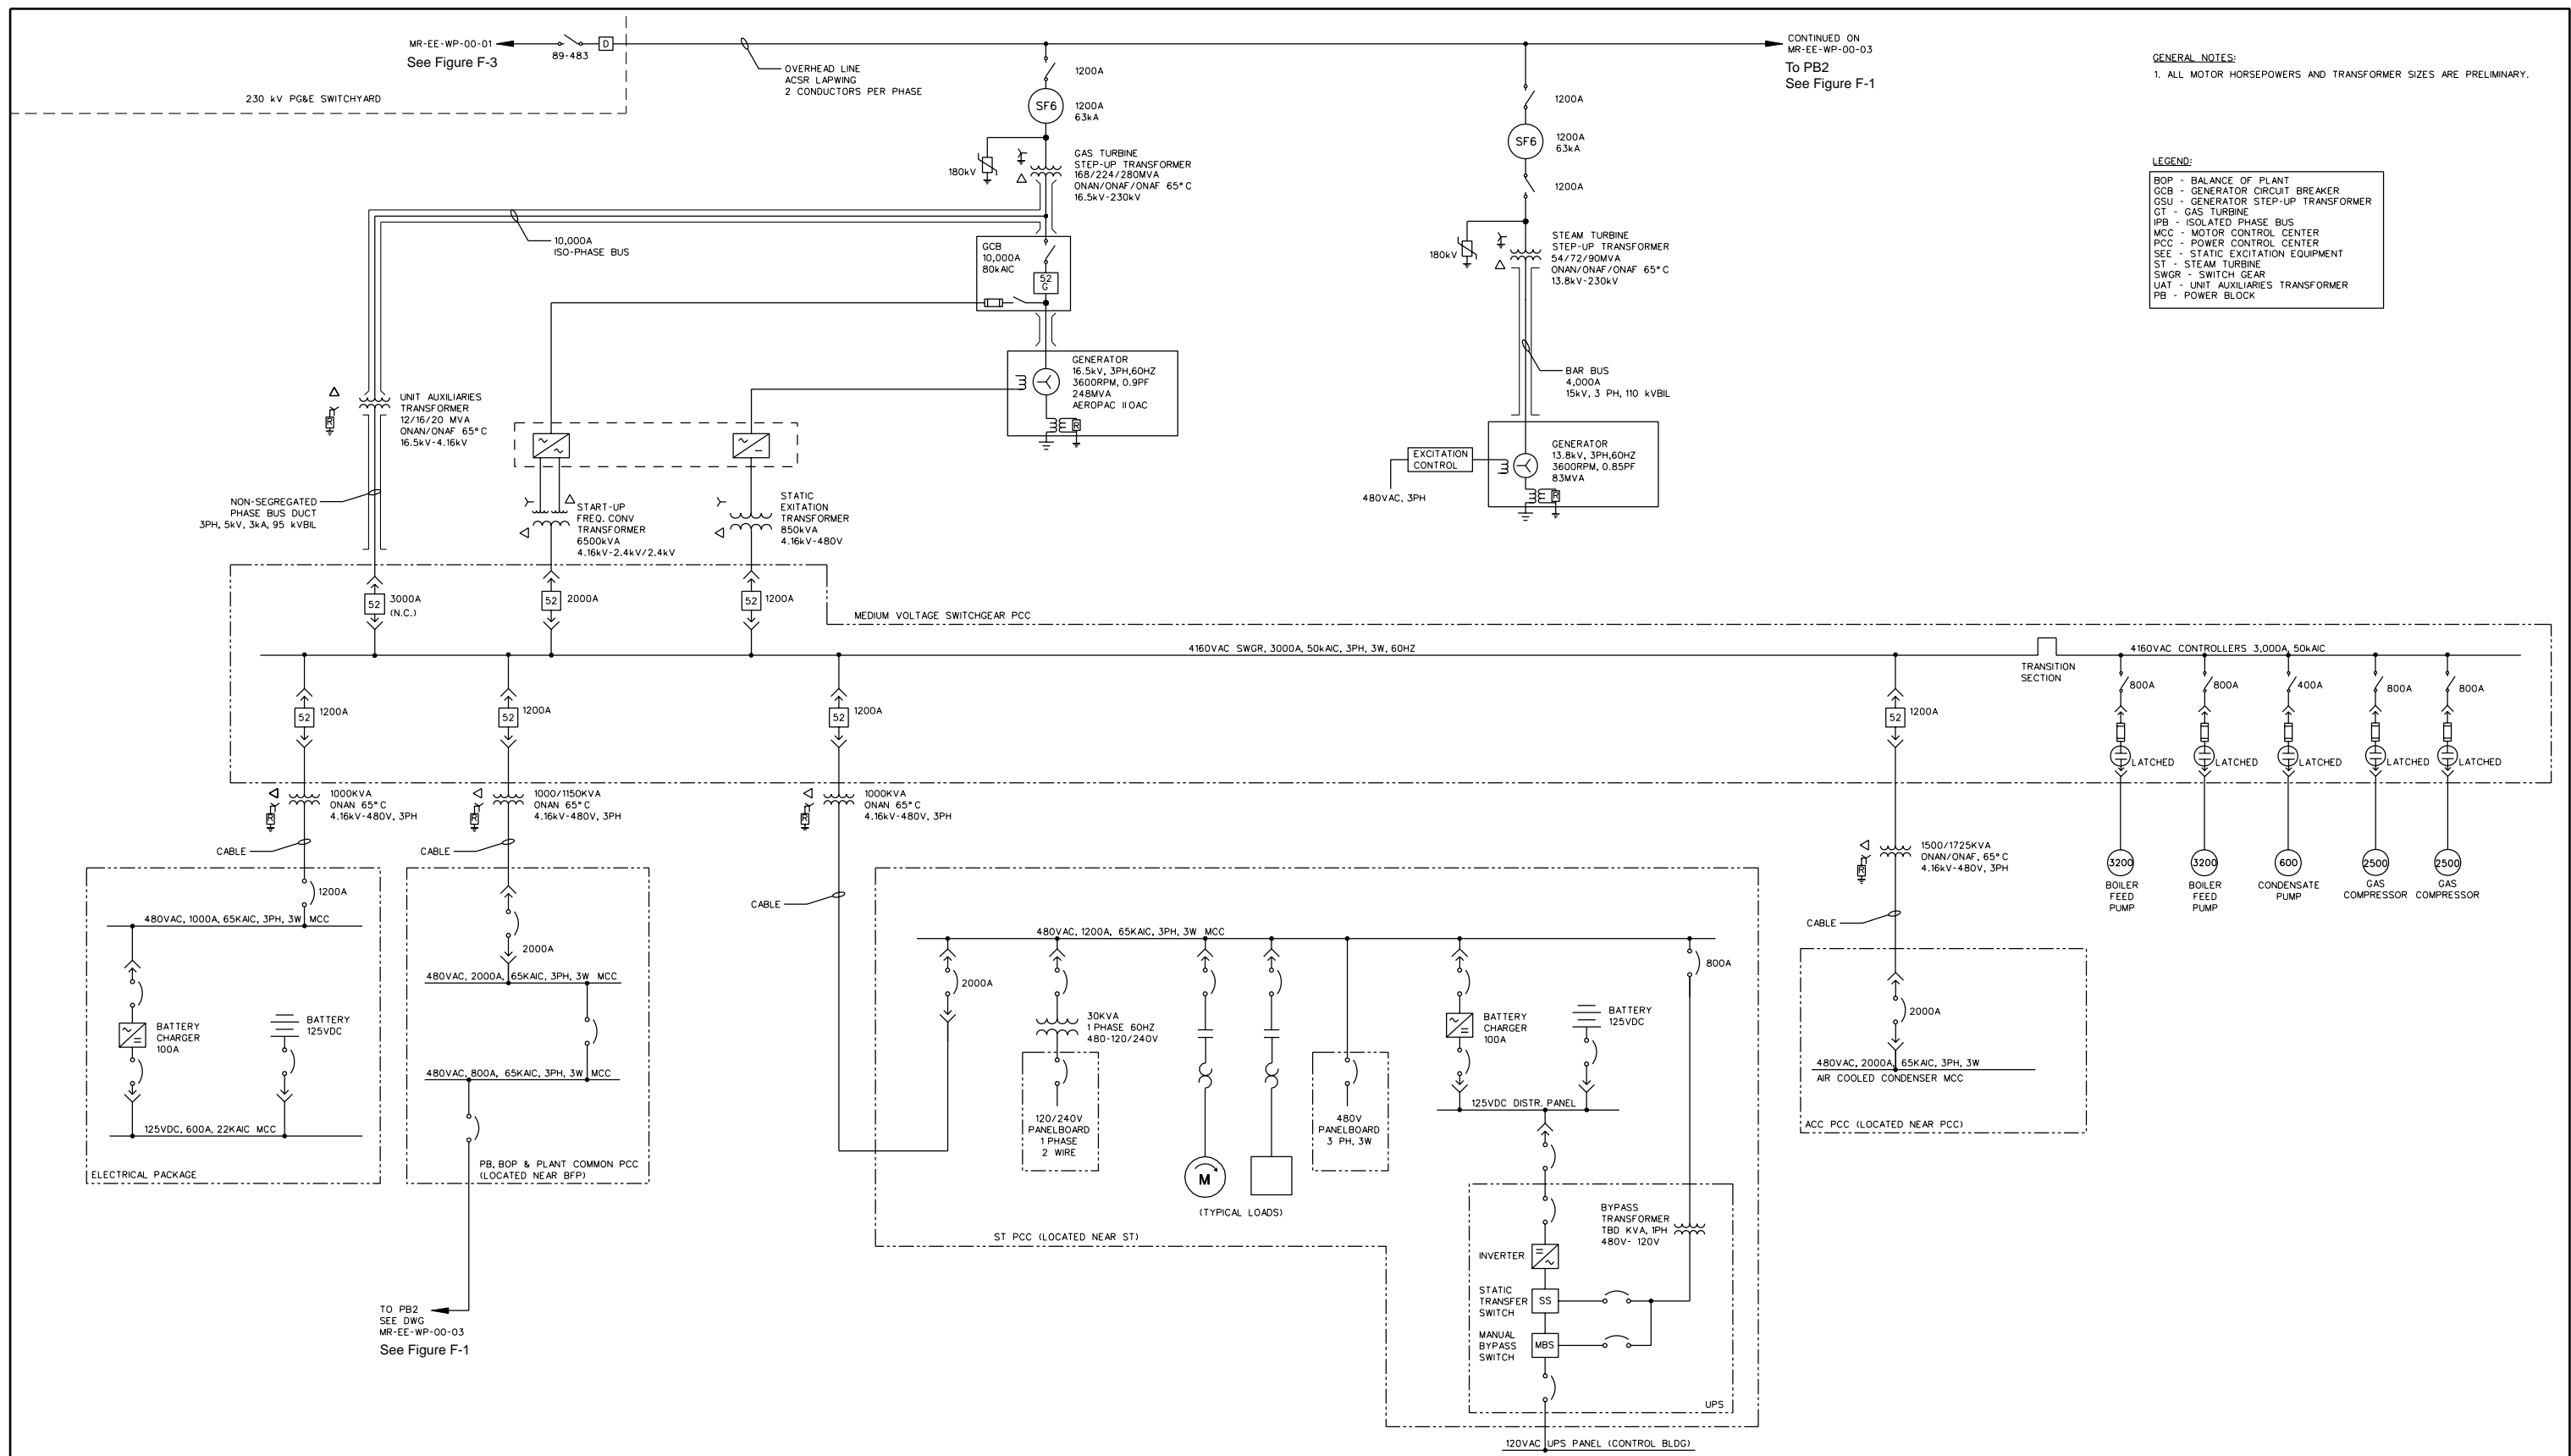 MR-EE-WP-00-01
See Figure F-3
89-483
D
230 kV PG&E SWITCHYARD
OVERHEAD LINE
ACSR LAPWING
2 CONDUCTORS PER PHASE
1200A
SF6
1200A
63kA
180kV
GAS TURBINE
STEP-UP TRANSFORMER
168/224/280MVA
ONAN/ONAF/ONAF 65°C
16.5kV-230kV
1200A
SF6
1200A
63kA
1200A
180kV
STEAM TURBINE
STEP-UP TRANSFORMER
54/72/90MVA
ONAN/ONAF/ONAF 65°C
13.8kV-230kV
CONTINUED ON
MR-EE-WP-00-03
To PB2
See Figure F-1
GENERAL NOTES:
1. ALL MOTOR HORSEPOWERS AND TRANSFORMER SIZES ARE PRELIMINARY.
LEGEND:
BOP - BALANCE OF PLANT
GCB - GENERATOR CIRCUIT BREAKER
GSU - GENERATOR STEP-UP TRANSFORMER
GT - GAS TURBINE
IPB - ISOLATED PHASE BUS
MCC - MOTOR CONTROL CENTER
PCC - POWER CONTROL CENTER
SEE - STATIC EXCITATION EQUIPMENT
ST - STEAM TURBINE
SWGR - SWITCH GEAR
UAT - UNIT AUXILIARIES TRANSFORMER
PB - POWER BLOCK
10,000A
ISO-PHASE BUS
GCB
10,000A
80kAIC
52
G
GENERATOR
16.5kV, 3PH,60HZ
3600RPM, 0.9PF
248MVA
AEROPAC II OAC
R
BAR BUS
4,000A
15kV, 3 PH, 110 kVBIL
EXCITATION
CONTROL
480VAC, 3PH
GENERATOR
13.8kV, 3PH,60HZ
3600RPM, 0.85PF
83MVA
R
R
UNIT AUXILIARIES
TRANSFORMER
12/16/20 MVA
ONAN/ONAF 65°C
16.5kV-4.16kV
NON-SEGREGATED
PHASE BUS DUCT
3PH, 5kV, 3kA, 95 kVBIL
START-UP
FREQ. CONV
TRANSFORMER
6500kVA
4.16kV-2.4kV/2.4kV
STATIC
EXITATION
TRANSFORMER
850kVA
4.16kV-480V
52
3000A
(N.C.)
52
2000A
52
1200A
MEDIUM VOLTAGE SWITCHGEAR PCC
4160VAC SWGR, 3000A, 50kAIC, 3PH, 3W, 60HZ
TRANSITION
SECTION
4160VAC CONTROLLERS 3,000A, 50kAIC
52
1200A
52
1200A
52
1200A
52
1200A
800A
800A
400A
800A
800A
LATCHED
LATCHED
LATCHED
LATCHED
LATCHED
R
1000KVA
ONAN 65°C
4.16kV-480V, 3PH
R
1000/1150KVA
ONAN 65°C
4.16kV-480V, 3PH
R
1000KVA
ONAN 65°C
4.16kV-480V, 3PH
R
1500/1725KVA
ONAN/ONAF, 65°C
4.16kV-480V, 3PH
3200
BOILER
FEED
PUMP
3200
BOILER
FEED
PUMP
600
CONDENSATE
PUMP
2500
GAS
COMPRESSOR
2500
GAS
COMPRESSOR
CABLE
CABLE
CABLE
CABLE
1200A
480VAC, 1000A, 65KAIC, 3PH, 3W MCC
BATTERY
CHARGER
100A
BATTERY
125VDC
125VDC, 600A, 22KAIC MCC
ELECTRICAL PACKAGE
2000A
480VAC, 2000A, 65KAIC, 3PH, 3W MCC
480VAC, 800A, 65KAIC, 3PH, 3W MCC
PB, BOP & PLANT COMMON PCC
(LOCATED NEAR BFP)
TO PB2
SEE DWG
MR-EE-WP-00-03
See Figure F-1
480VAC, 1200A, 65KAIC, 3PH, 3W MCC
2000A
30KVA
1 PHASE 60HZ
480-120/240V
120/240V
PANELBOARD
1 PHASE
2 WIRE
M
(TYPICAL LOADS)
480V
PANELBOARD
3 PH, 3W
BATTERY
CHARGER
100A
BATTERY
125VDC
800A
125VDC DISTR. PANEL
ST PCC (LOCATED NEAR ST)
BYPASS
TRANSFORMER
TBD KVA, 1PH
480V- 120V
INVERTER
STATIC
TRANSFER
SWITCH
SS
MANUAL
BYPASS
SWITCH
MBS
UPS
120VAC UPS PANEL (CONTROL BLDG)
2000A
480VAC, 2000A, 65KAIC, 3PH, 3W
AIR COOLED CONDENSER MCC
ACC PCC (LOCATED NEAR PCC)